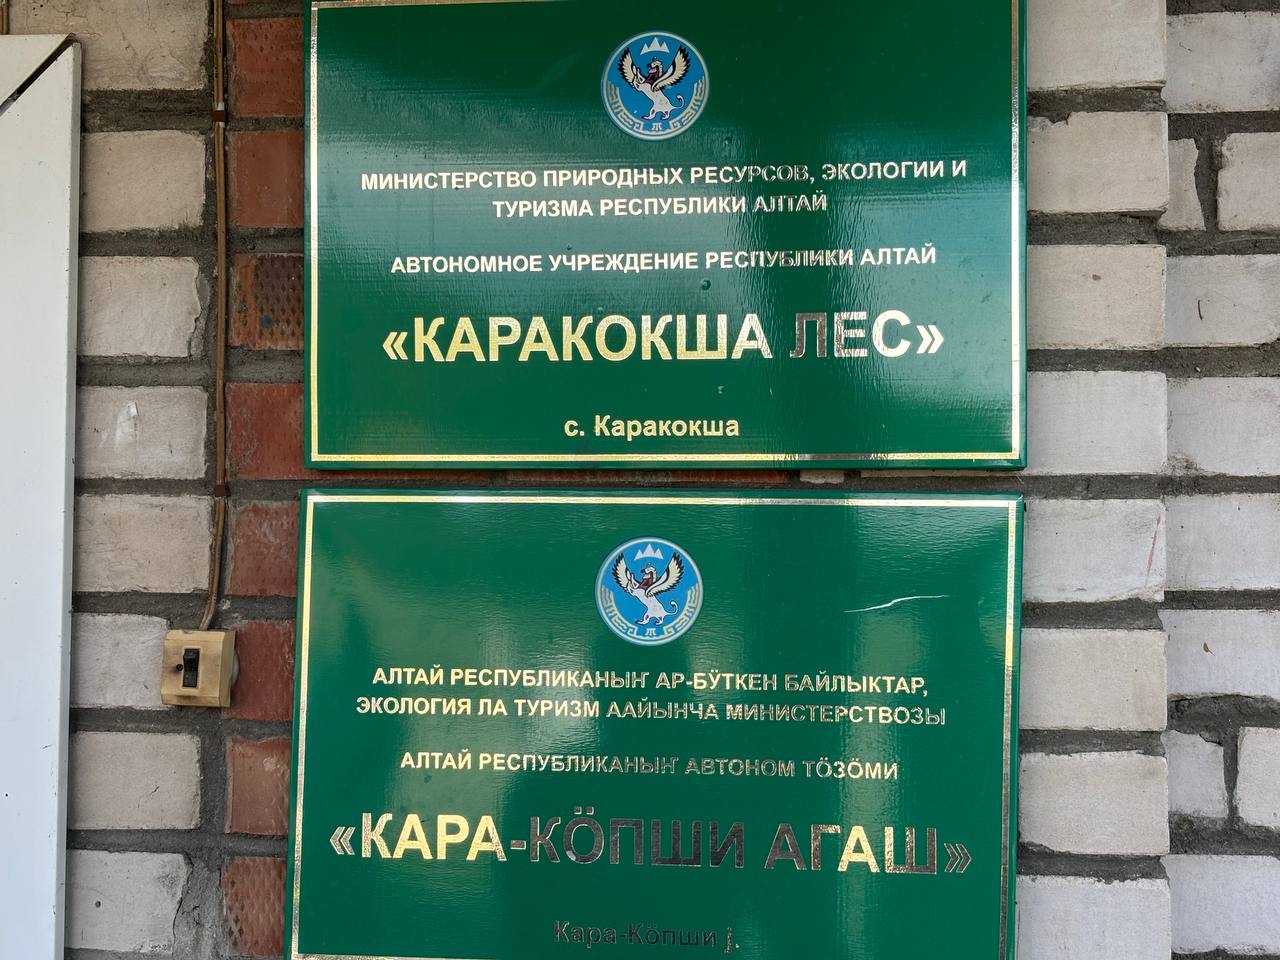 МИНИСТЕРСТВО ПРИРОДНЫХ РЕСУРСОВ, ЭКОЛОГИИ И
ТУРИЗМА РЕСПУБЛИКИ АЛТАЙ
АВТОНОМНОЕ УЧРЕЖДЕНИЕ РЕСПУБЛИКИ АЛТАЙ
«КАРАКОКША ЛЕС»
с. Каракокша
АЛТАЙ РЕСПУБЛИКАНЫҤ АР-БӰТКЕН БАЙЛЫКТАР,
ЭКОЛОГИЯ ЛА ТУРИЗМ ААЙЫНЧА МИНИСТЕРСТВОЗЫ
АЛТАЙ РЕСПУБЛИКАНЫҤ АВТОНОМ ТӦЗӦМИ
«КАРА-КӦПШИ АГАШ»
Кара-Кӧпши j.